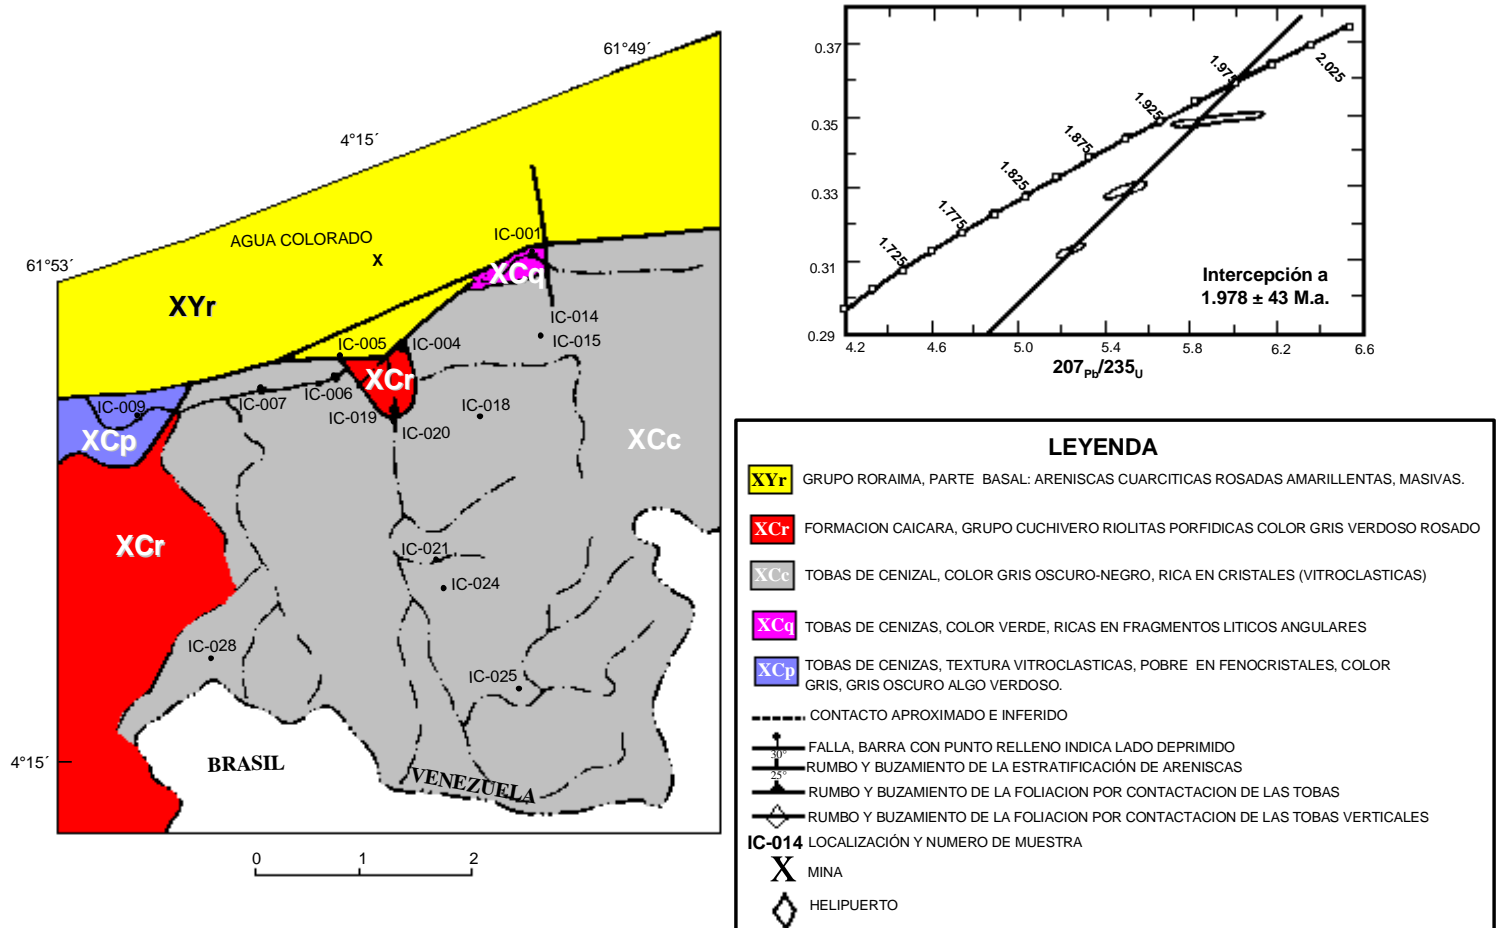 61°49´
4°15´
AGUA COLORADO
X
61°53´
IC-001
XCq
XYr
IC-014
IC-015
IC-005
IC-004
XCr
IC-006
IC-007
IC-009
IC-019
IC-018
IC-020
XCp
XCc
XCr
IC-021
IC-024
IC-028
IC-025
4°15´
BRASIL
VENEZUELA
0 1 2
0.37
0.35
0.33
0.31
0.29
1.725
1.775
1.825
1.875
1.925
1.975
2.025
Intercepción a
1.978 ± 43 M.a.
4.2 4.6 5.0 5.4 5.8 6.2 6.6
207Pb/235U
LEYENDA
XYr GRUPO RORAIMA, PARTE BASAL: ARENISCAS CUARCITICAS ROSADAS AMARILLENTAS, MASIVAS.
XCr FORMACION CAICARA, GRUPO CUCHIVERO RIOLITAS PORFIDICAS COLOR GRIS VERDOSO ROSADO
XCc TOBAS DE CENIZAL, COLOR GRIS OSCURO-NEGRO, RICA EN CRISTALES (VITROCLASTICAS)
XCq TOBAS DE CENIZAS, COLOR VERDE, RICAS EN FRAGMENTOS LITICOS ANGULARES
XCp TOBAS DE CENIZAS, TEXTURA VITROCLASTICAS, POBRE EN FENOCRISTALES, COLOR
GRIS, GRIS OSCURO ALGO VERDOSO.
CONTACTO APROXIMADO E INFERIDO
FALLA, BARRA CON PUNTO RELLENO INDICA LADO DEPRIMIDO
30° RUMBO Y BUZAMIENTO DE LA ESTRATIFICACIÓN DE ARENISCAS
25° RUMBO Y BUZAMIENTO DE LA FOLIACION POR CONTACTACION DE LAS TOBAS
RUMBO Y BUZAMIENTO DE LA FOLIACION POR CONTACTACION DE LAS TOBAS VERTICALES
IC-014 LOCALIZACIÓN Y NUMERO DE MUESTRA
X MINA
HELIPUERTO